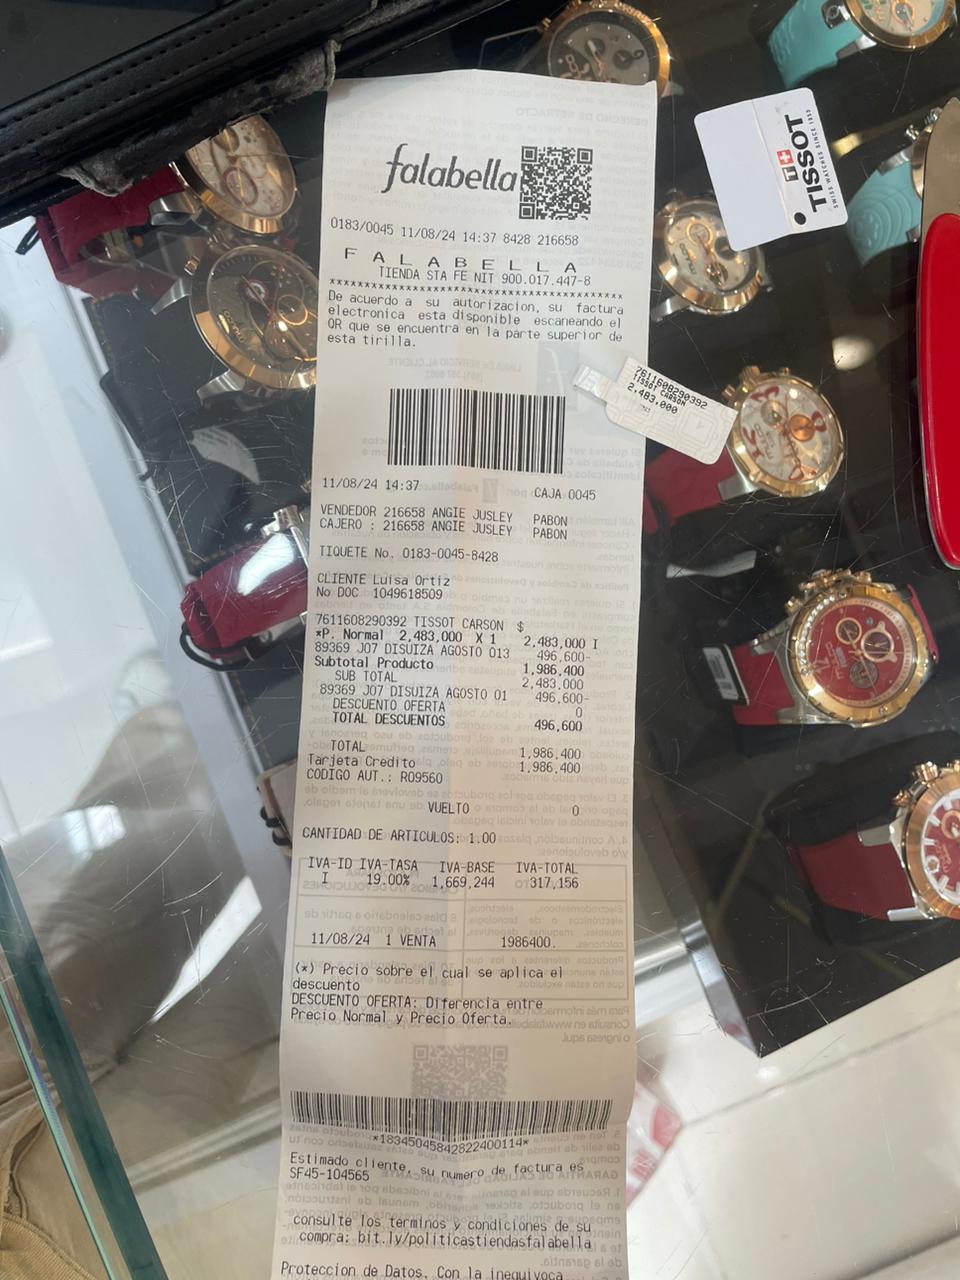 falabella
0183/0045 11/08/24 14:37 8428 216658
F A L A B E L L A
TIENDA STA FE NIT 900.017.447-8
****************************************
De acuerdo a su autorizacion, su factura
electronica esta disponible escaneando el
QR que se encuentra en la parte superior de
esta tirilla.
11/08/24 14:37 CAJA 0045
VENDEDOR 216658 ANGIE JUSLEY PABON
CAJERO : 216658 ANGIE JUSLEY PABON
TIQUETE No. 0183-0045-8428
CLIENTE Luisa Ortiz
No DOC 1049618509
7611608290392 TISSOT CARSON $
*P. Normal 2,483,000 X 1 2,483,000 I
89369 J07 DISUIZA AGOSTO 013 496,600-
Subtotal Producto 1,986,400
SUB TOTAL 2,483,000
89369 J07 DISUIZA AGOSTO 01 496,600-
DESCUENTO OFERTA 0
TOTAL DESCUENTOS 496,600
TOTAL 1,986,400
Tarjeta Credito 1,986,400
CODIGO AUT.: R09560
VUELTO 0
CANTIDAD DE ARTICULOS: 1.00
IVA-ID IVA-TASA IVA-BASE IVA-TOTAL
I 19.00% 1,669,244 317,156
11/08/24 1 VENTA 1986400.
(*) Precio sobre el cual se aplica el
descuento
DESCUENTO OFERTA: Diferencia entre
Precio Normal y Precio Oferta.
*18345045842822400114*
Estimado cliente, su numero de factura es
SF45-104565
consulte los terminos y condiciones de su
compra: bit.ly/politicastiendasfalabella
Proteccion de Datos. Con la inequivoca
7611608290392
TISSOT CARSON
2,483,000
TISSOT
SWISS WATCHES SINCE 1853